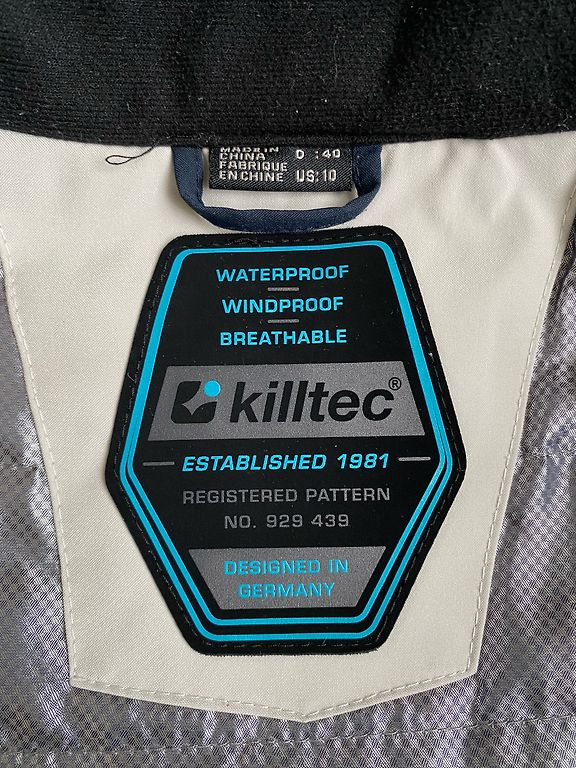 MADE IN
CHINA
FABRIQUE
EN CHINE
D :40
US:10
WATERPROOF
WINDPROOF
BREATHABLE
killtec®
ESTABLISHED 1981
REGISTERED PATTERN
NO. 929 439
DESIGNED IN
GERMANY